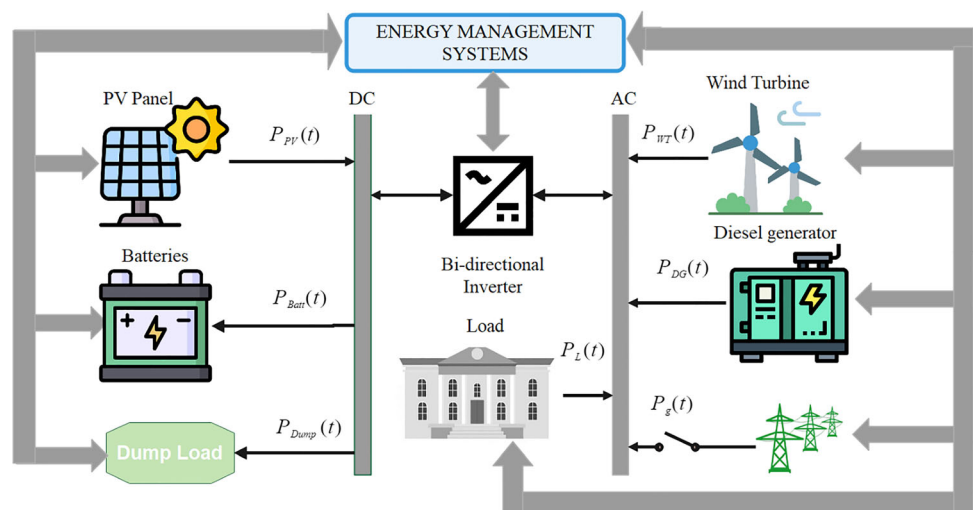 ENERGY MANAGEMENT
SYSTEMS
PV Panel
DC
AC
Wind Turbine
P_PV(t)
P_WT(t)
Batteries
Bi-directional
Inverter
Diesel generator
P_Batt(t)
P_DG(t)
Load
P_L(t)
P_g(t)
P_Dump(t)
Dump Load